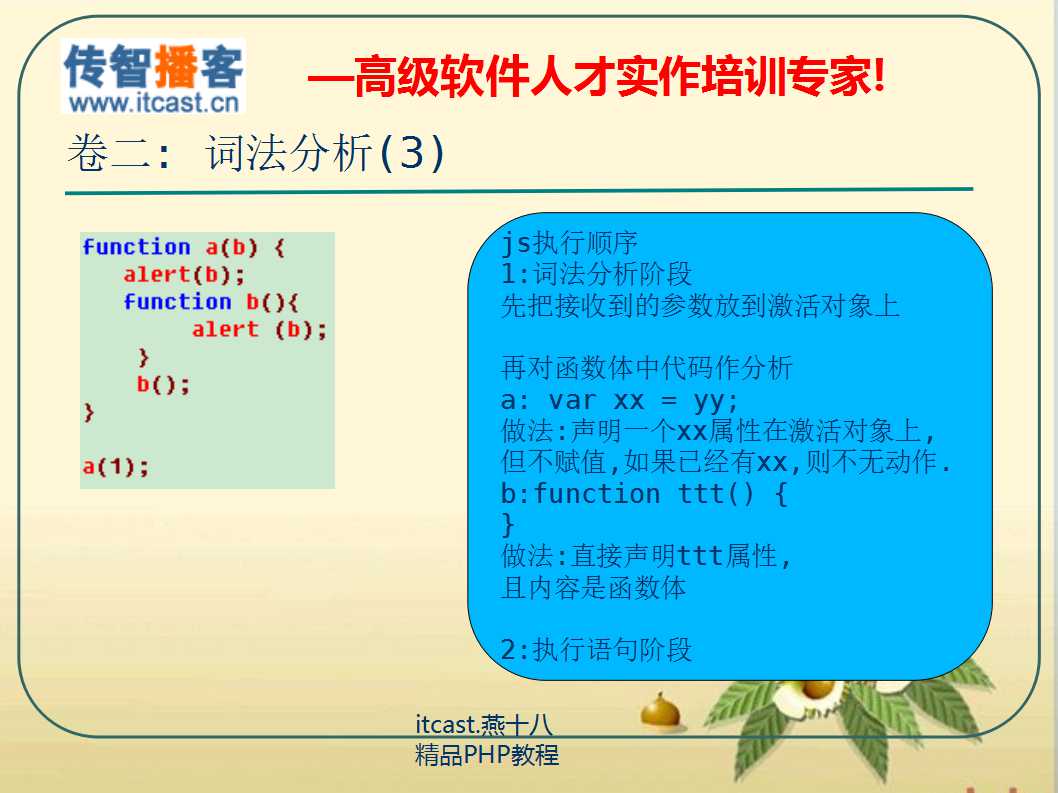 传智播客
www.itcast.cn
—高级软件人才实作培训专家!
卷二: 词法分析(3)
function a(b) {
alert(b);
function b(){
alert (b);
}
b();
}
a(1);
js执行顺序
1:词法分析阶段
先把接收到的参数放到激活对象上
再对函数体中代码作分析
a: var xx = yy;
做法:声明一个xx属性在激活对象上,
但不赋值,如果已经有xx,则不无动作.
b:function ttt() {
}
做法:直接声明ttt属性,
且内容是函数体
2:执行语句阶段
itcast.燕十八
精品PHP教程